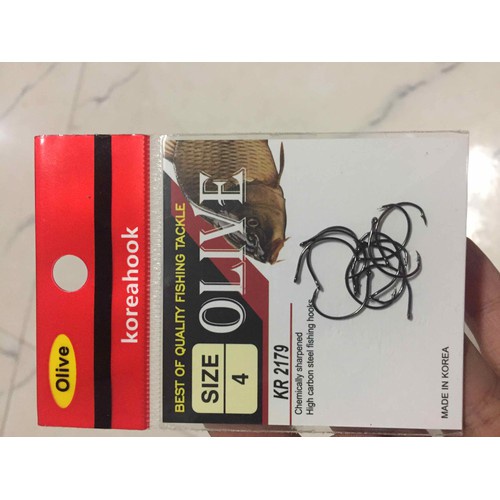 Olive
koreahook
BEST OF QUALITY FISHING TACKLE
OLIVE
SIZE
4
KR 2179
Chemically sharpened
High carbon steel fishing hooks
MADE IN KOREA